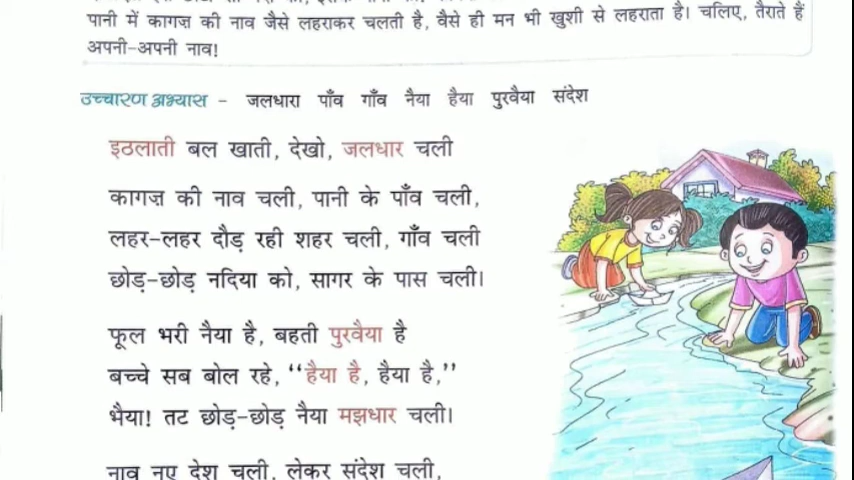 पानी में कागज़ की नाव जैसे लहराकर चलती है, वैसे ही मन भी खुशी से लहराता है। चलिए, तैराते हैं
अपनी-अपनी नाव!
उच्चारण अभ्यास – जलधारा पाँव गाँव नैया हैया पुरवैया संदेश
इठलाती बल खाती, देखो, जलधार चली
कागज़ की नाव चली, पानी के पाँव चली,
लहर-लहर दौड़ रही शहर चली, गाँव चली
छोड़-छोड़ नदिया को, सागर के पास चली।
फूल भरी नैया है, बहती पुरवैया है
बच्चे सब बोल रहे, “हैया है, हैया है,”
भैया! तट छोड़-छोड़ नैया मझधार चली।
नाव नए देश चली, लेकर संदेश चली,